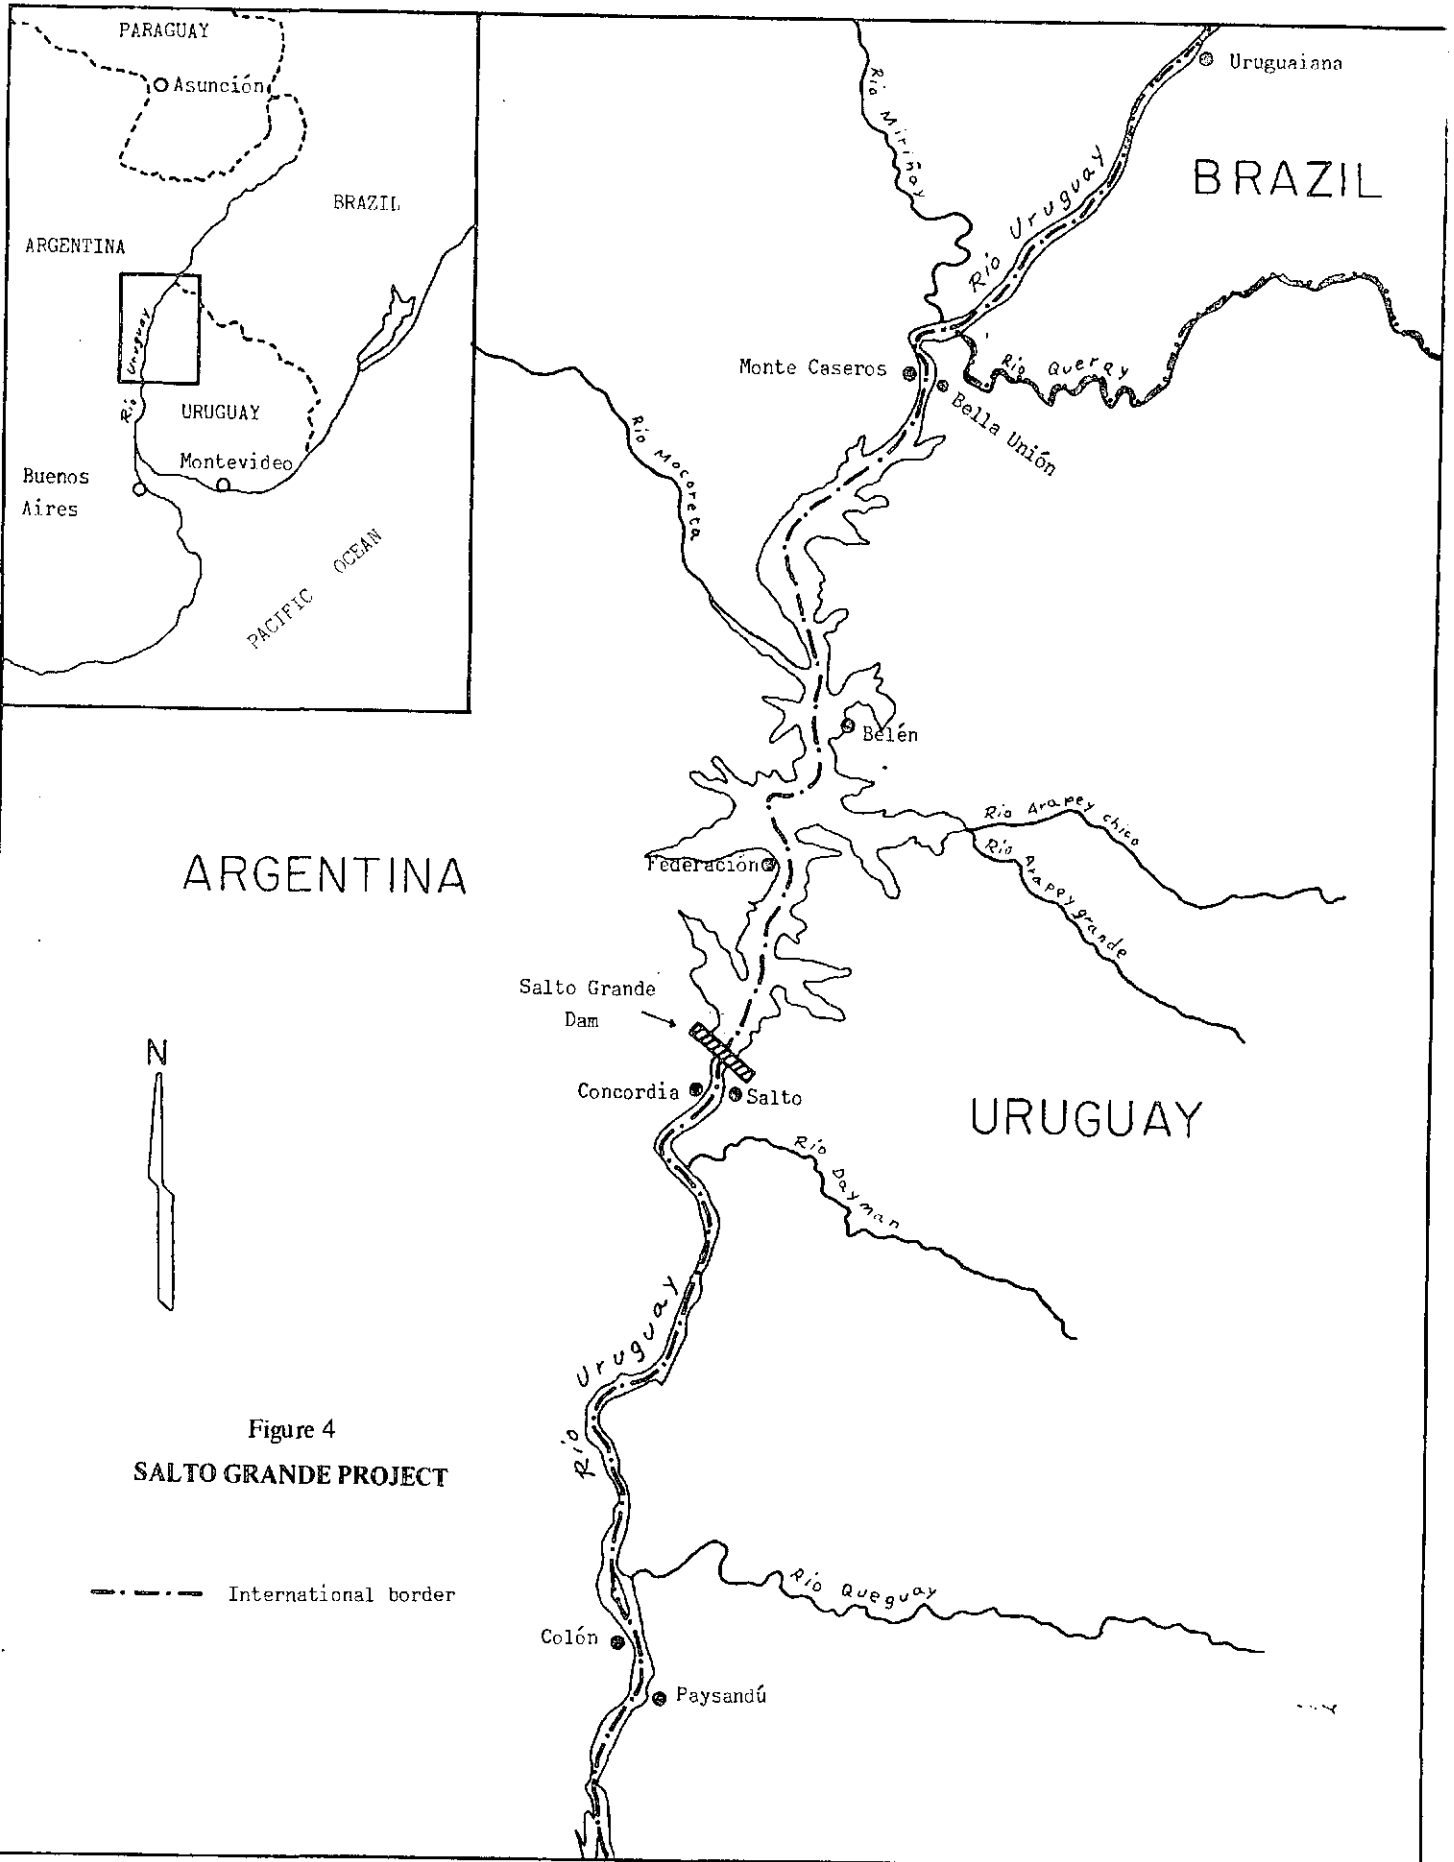 PARAGUAY
Asunción
BRAZIL
ARGENTINA
Río Uruguay
URUGUAY
Montevideo
Buenos
Aires
PACIFIC OCEAN
Uruguaiana
Río Miriñay
BRAZIL
Río Uruguay
Monte Caseros
Río Queray
Bella Unión
Río Mocoreta
Belén
Río Arapey chico
Federación
Río Arapey grande
ARGENTINA
Salto Grande
Dam
N
Concordia
Salto
URUGUAY
Río Dayman
Río Uruguay
Figure 4
SALTO GRANDE PROJECT
International border
Río Queguay
Colón
Paysandú